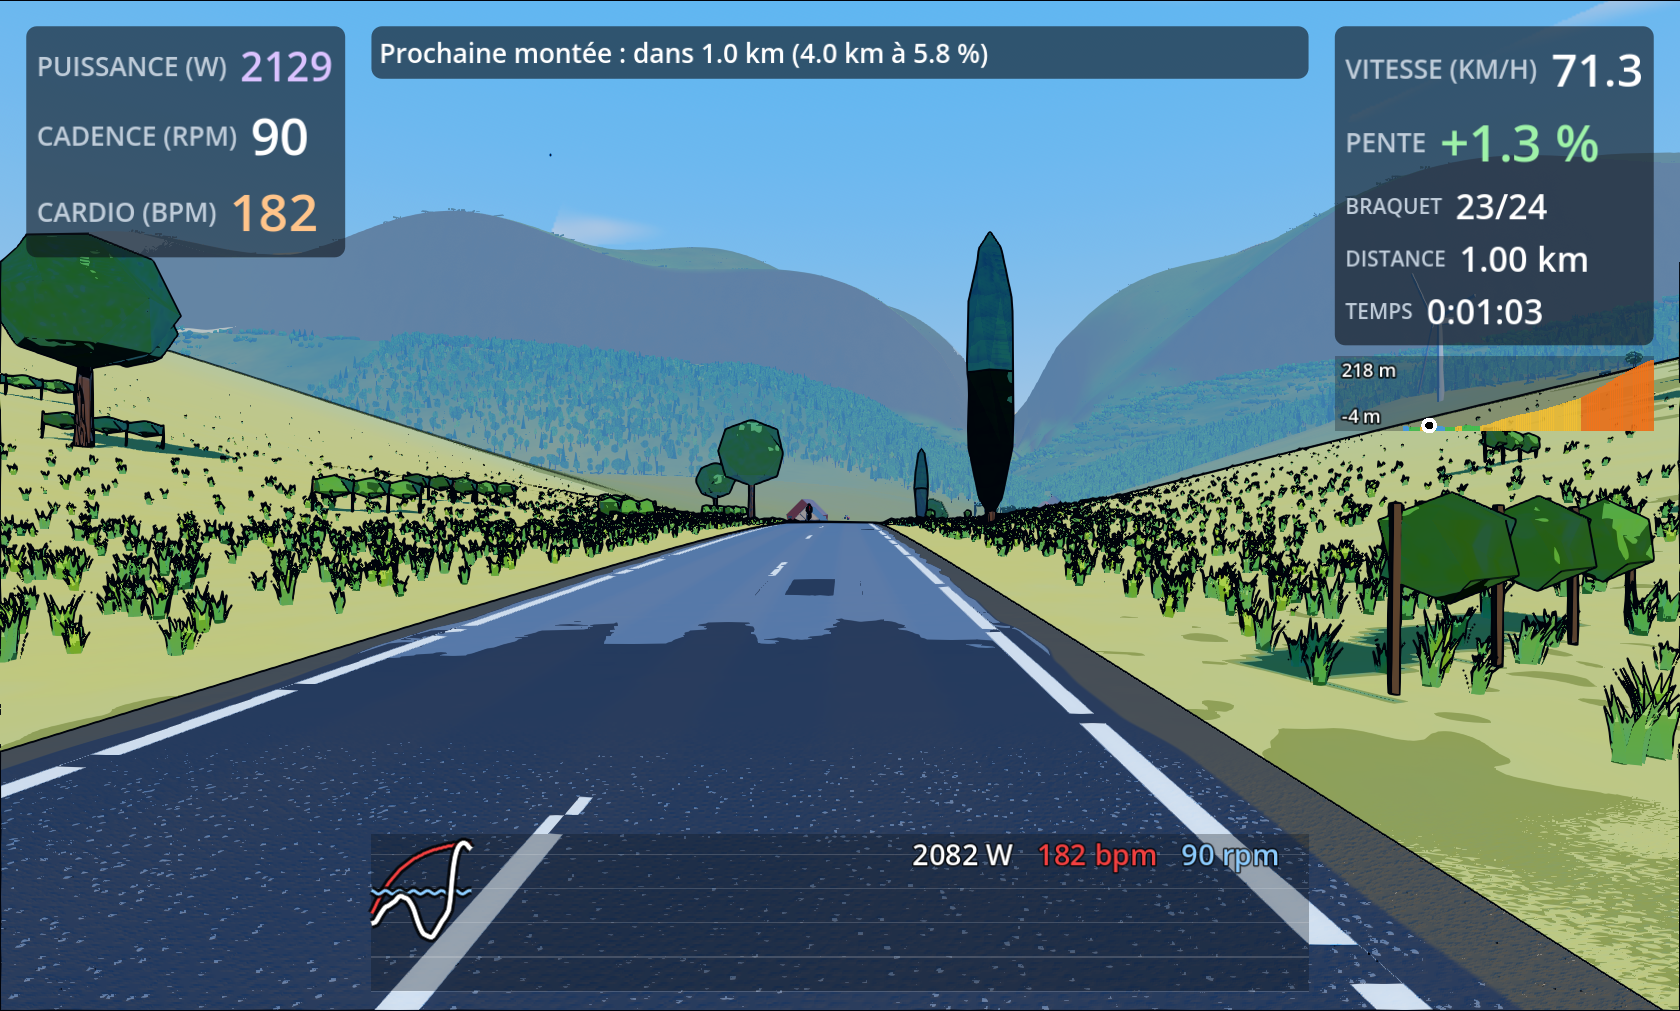 PUISSANCE (W) 2129
CADENCE (RPM) 90
CARDIO (BPM) 182
Prochaine montée : dans 1.0 km (4.0 km à 5.8 %)
VITESSE (KM/H) 71.3
PENTE +1.3 %
BRAQUET 23/24
DISTANCE 1.00 km
TEMPS 0:01:03
218 m
-4 m
2082 W 182 bpm 90 rpm